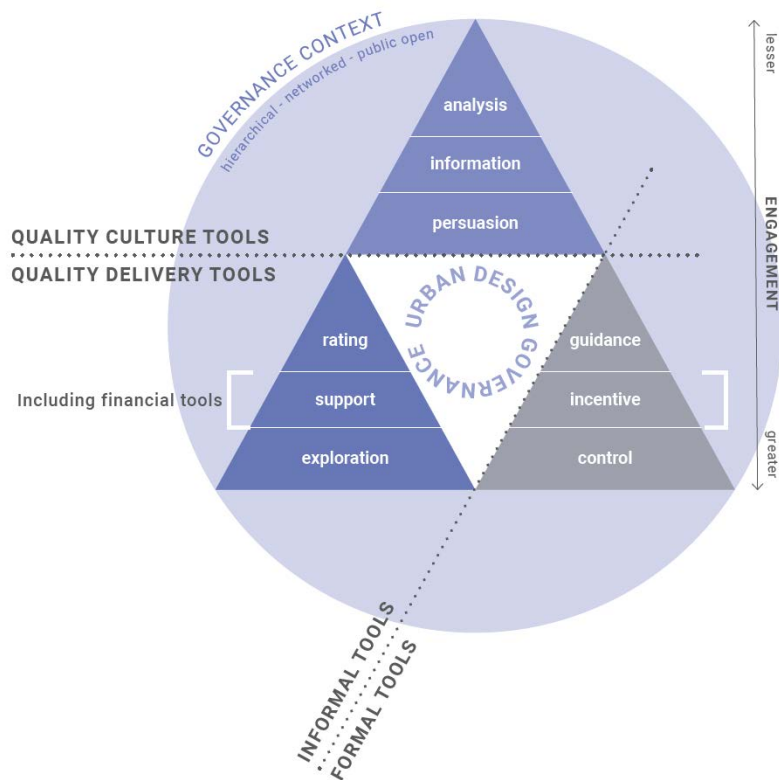 GOVERNANCE CONTEXT
hierarchical - networked - public open
lesser
analysis
information
persuasion
ENGAGEMENT
QUALITY CULTURE TOOLS
QUALITY DELIVERY TOOLS
URBAN DESIGN GOVERNANCE
rating
guidance
Including financial tools
support
incentive
exploration
control
greater
INFORMAL TOOLS
FORMAL TOOLS